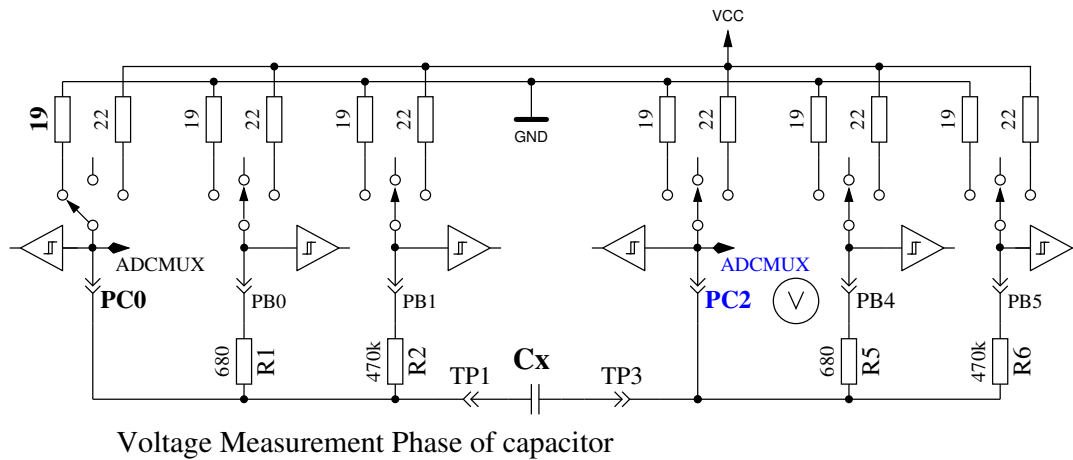 VCC
19
22
19
22
19
22
GND
19
22
19
22
19
22
ADCMUX
ADCMUX
PC0
PB0
PB1
PC2
V
PB4
PB5
680
R1
470k
R2
680
R5
470k
R6
TP1
Cx
TP3
Voltage Measurement Phase of capacitor